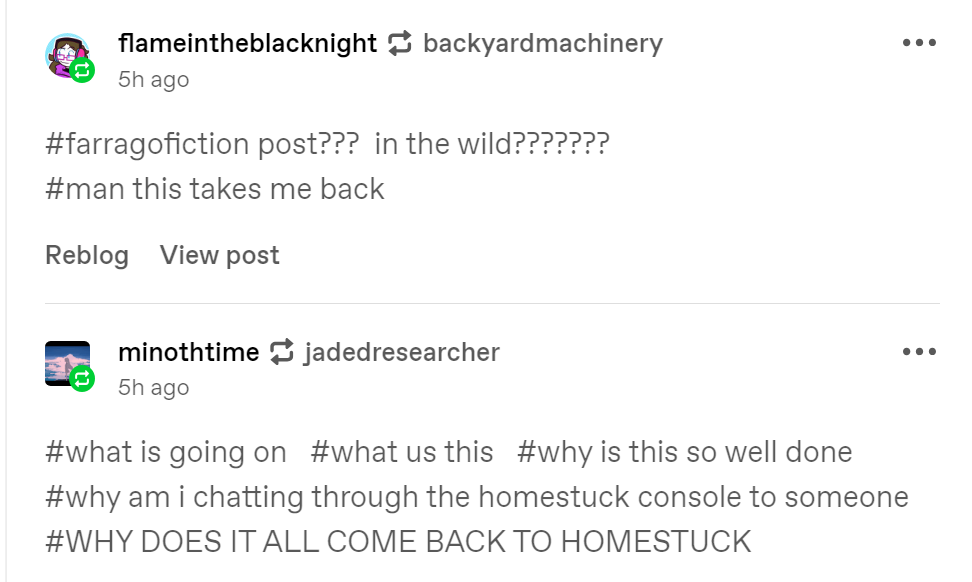 flameintheblacknight backyardmachinery
5h ago
#farragofiction post??? in the wild???????
#man this takes me back
Reblog View post
minothtime jadedresearcher
5h ago
#what is going on #what us this #why is this so well done
#why am i chatting through the homestuck console to someone
#WHY DOES IT ALL COME BACK TO HOMESTUCK